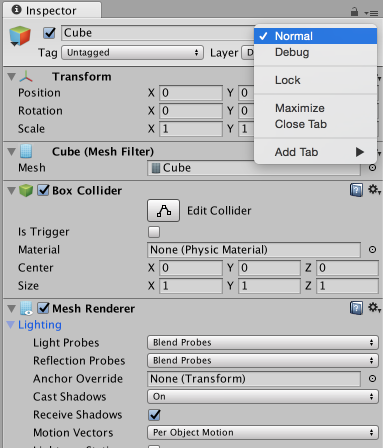 Inspector
Cube
Normal
Debug
Lock
Maximize
Close Tab
Add Tab
Tag Untagged Layer D
Transform
Position X 0 Y 0
Rotation X 0 Y 0
Scale X 1 Y 1
Cube (Mesh Filter)
Mesh Cube
Box Collider
Edit Collider
Is Trigger
Material None (Physic Material)
Center X 0 Y 0 Z 0
Size X 1 Y 1 Z 1
Mesh Renderer
Lighting
Light Probes Blend Probes
Reflection Probes Blend Probes
Anchor Override None (Transform)
Cast Shadows On
Receive Shadows
Motion Vectors Per Object Motion